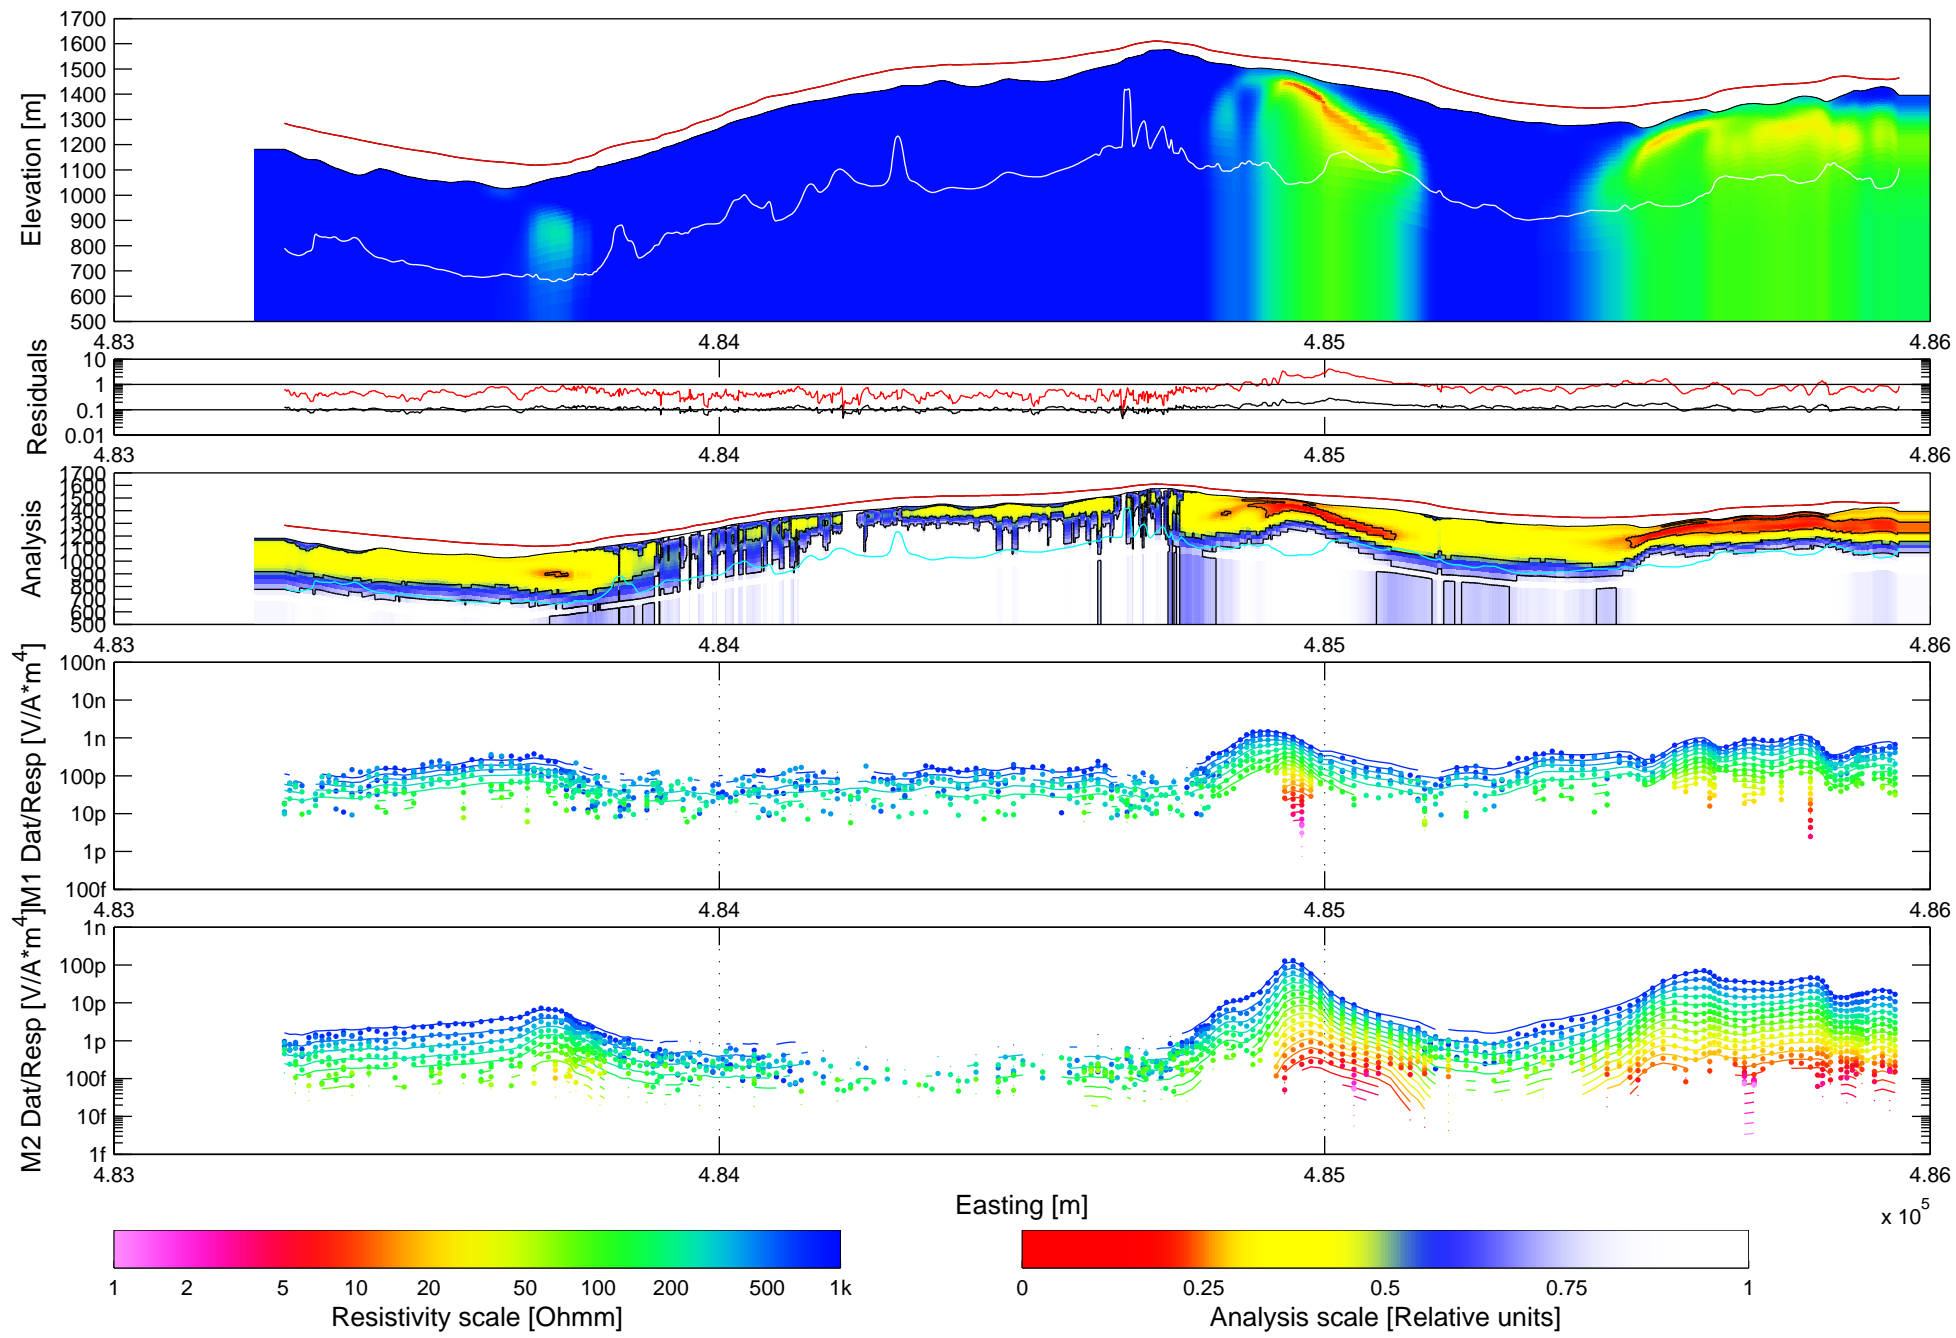 1700
1600
1500
1400
1300
1200
1100
1000
900
800
700
600
500
Elevation [m]
4.83 4.84 4.85 4.86
10
1
0.1
0.01
Residuals
4.83 4.84 4.85 4.86
1700
1600
1500
1400
1300
1200
1100
1000
900
800
700
600
500
Analysis
4.83 4.84 4.85 4.86
100n
10n
1n
100p
10p
1p
100f
M1 Dat/Resp [V/A*m4]
4.83 4.84 4.85 4.86
1n
100p
10p
1p
100f
10f
1f
M2 Dat/Resp [V/A*m4]
4.83 4.84 4.85 4.86
Easting [m]
x 105
1 2 5 10 20 50 100 200 500 1k
Resistivity scale [Ohmm]
0 0.25 0.5 0.75 1
Analysis scale [Relative units]